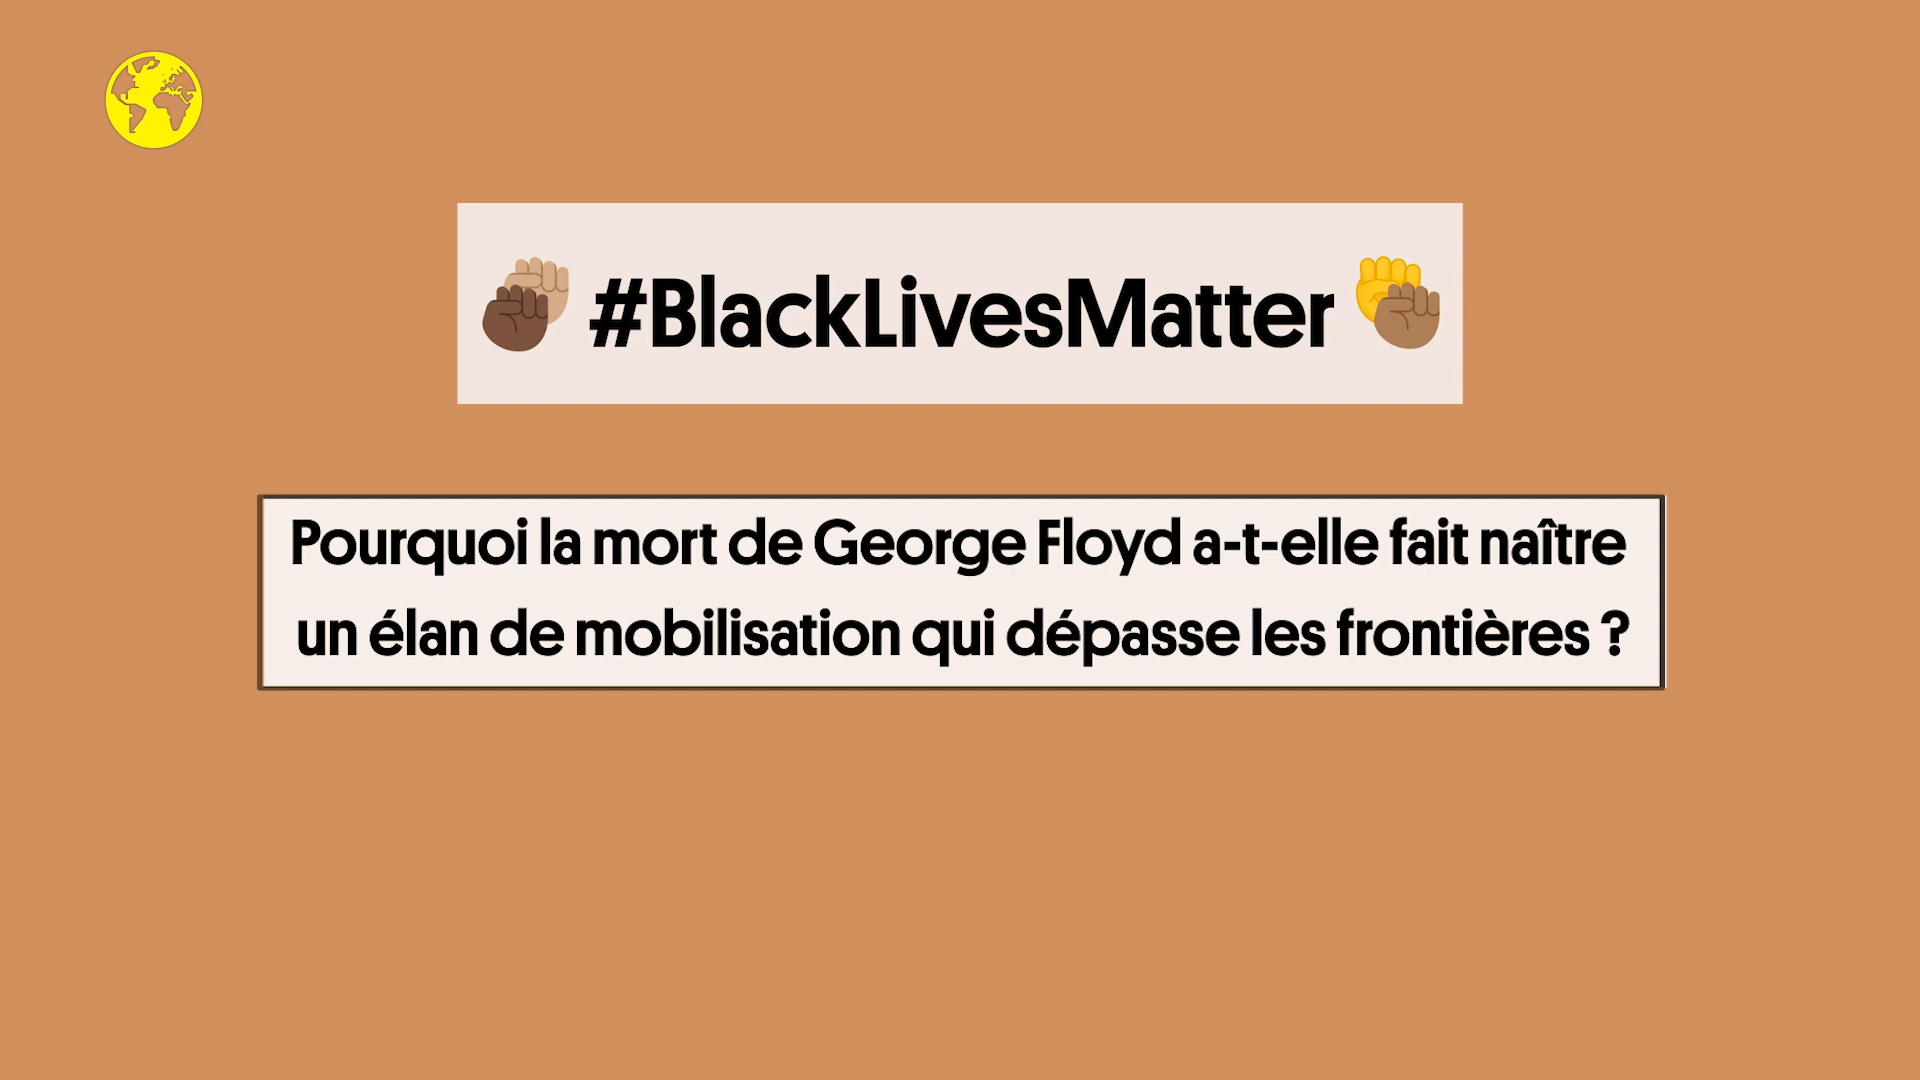 #BlackLivesMatter
Pourquoi la mort de George Floyd a-t-elle fait naître
un élan de mobilisation qui dépasse les frontières ?